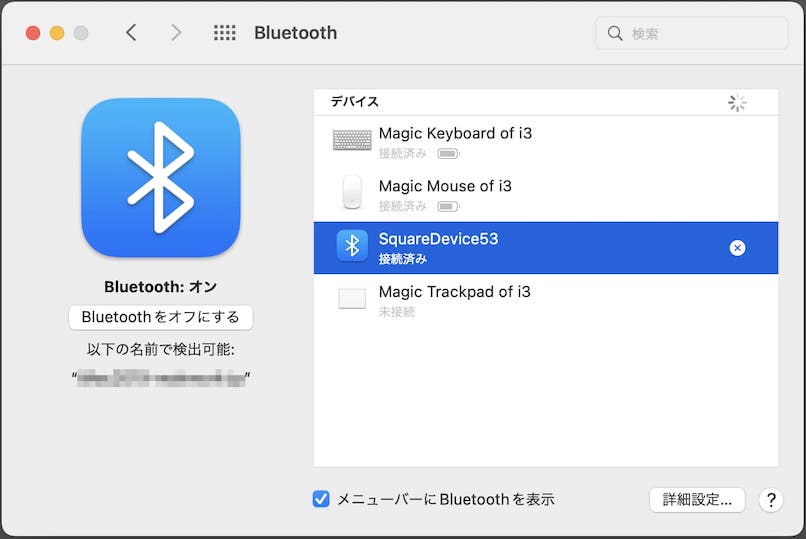 Bluetooth
検索
デバイス
Magic Keyboard of i3
接続済み
Magic Mouse of i3
接続済み
SquareDevice53
接続済み
Magic Trackpad of i3
未接続
Bluetooth: オン
Bluetoothをオフにする
以下の名前で検出可能:
メニューバーにBluetoothを表示
詳細設定...
?